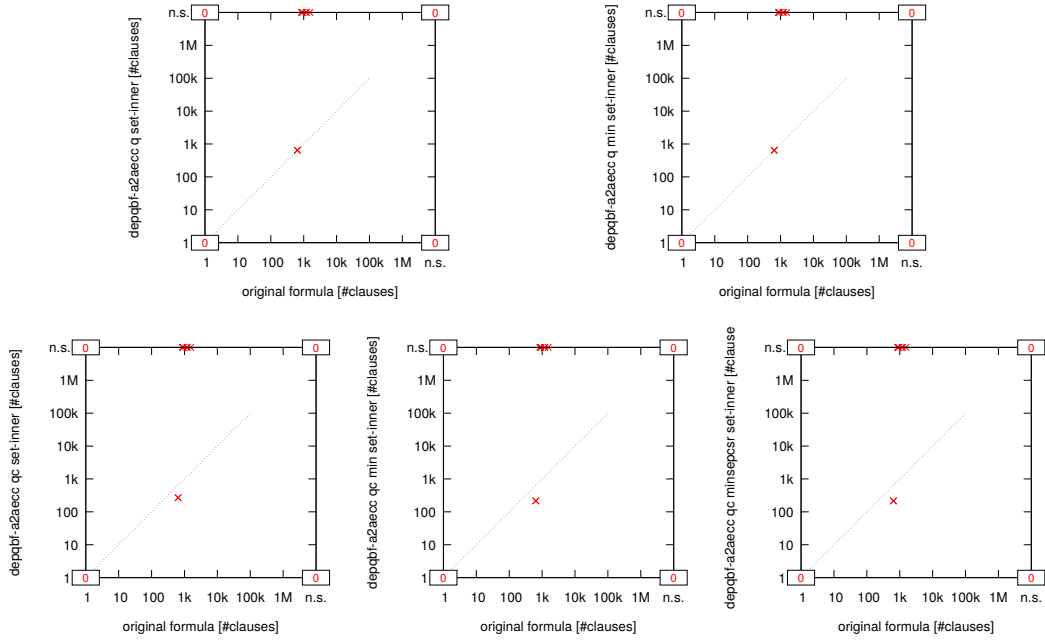 depqbf-a2aecc q set-inner [#clauses]
n.s.
1M
100k
10k
1k
100
10
1
0
0
0
0
1 10 100 1k 10k 100k 1M n.s.
original formula [#clauses]
depqbf-a2aecc q min set-inner [#clauses]
n.s.
1M
100k
10k
1k
100
10
1
0
0
0
0
1 10 100 1k 10k 100k 1M n.s.
original formula [#clauses]
depqbf-a2aecc qc set-inner [#clauses]
n.s.
1M
100k
10k
1k
100
10
1
0
0
0
0
1 10 100 1k 10k 100k 1M n.s.
original formula [#clauses]
depqbf-a2aecc qc min set-inner [#clauses]
n.s.
1M
100k
10k
1k
100
10
1
0
0
0
0
1 10 100 1k 10k 100k 1M n.s.
original formula [#clauses]
depqbf-a2aecc qc minsepcsr set-inner [#clause
n.s.
1M
100k
10k
1k
100
10
1
0
0
0
0
1 10 100 1k 10k 100k 1M n.s.
original formula [#clauses]